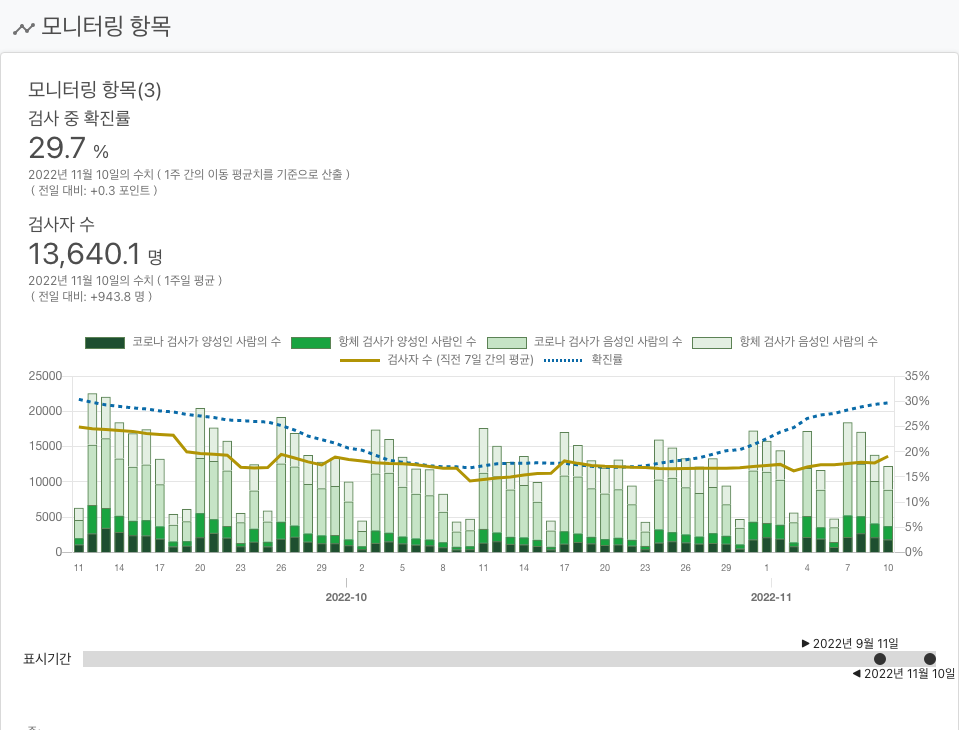 모니터링 항목
모니터링 항목(3)
검사 중 확진률
29.7 %
2022년 11월 10일의 수치 ( 1주 간의 이동 평균치를 기준으로 산출 )
( 전일 대비: +0.3 포인트 )
검사자 수
13,640.1 명
2022년 11월 10일의 수치 ( 1주일 평균 )
( 전일 대비: +943.8 명 )
코로나 검사가 양성인 사람의 수 항체 검사가 양성인 사람인 수 코로나 검사가 음성인 사람의 수 항체 검사가 음성인 사람의 수
검사자 수 (직전 7일 간의 평균) 확진률
25000 35%
20000 30%
25%
15000 20%
10000 15%
10%
5000 5%
0 0%
11 14 17 20 23 26 29 2 5 8 11 14 17 20 23 26 29 1 4 7 10
2022-10 2022-11
▶ 2022년 9월 11일
표시기간
◀ 2022년 11월 10일